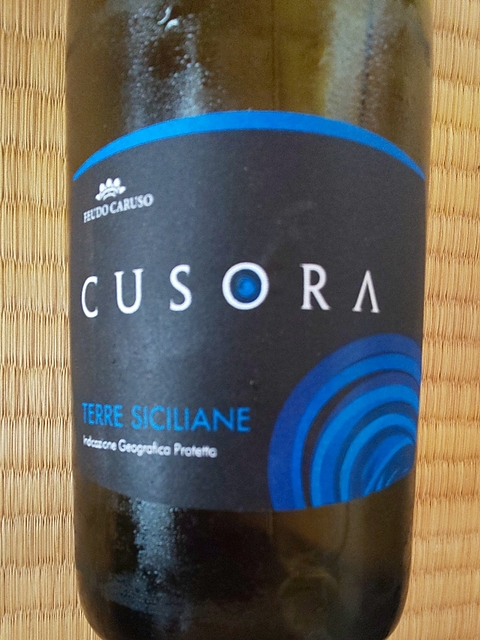 FEUDO CARUSO
CUSORA
TERRE SICILIANE
Indicazione Geografica Protetta